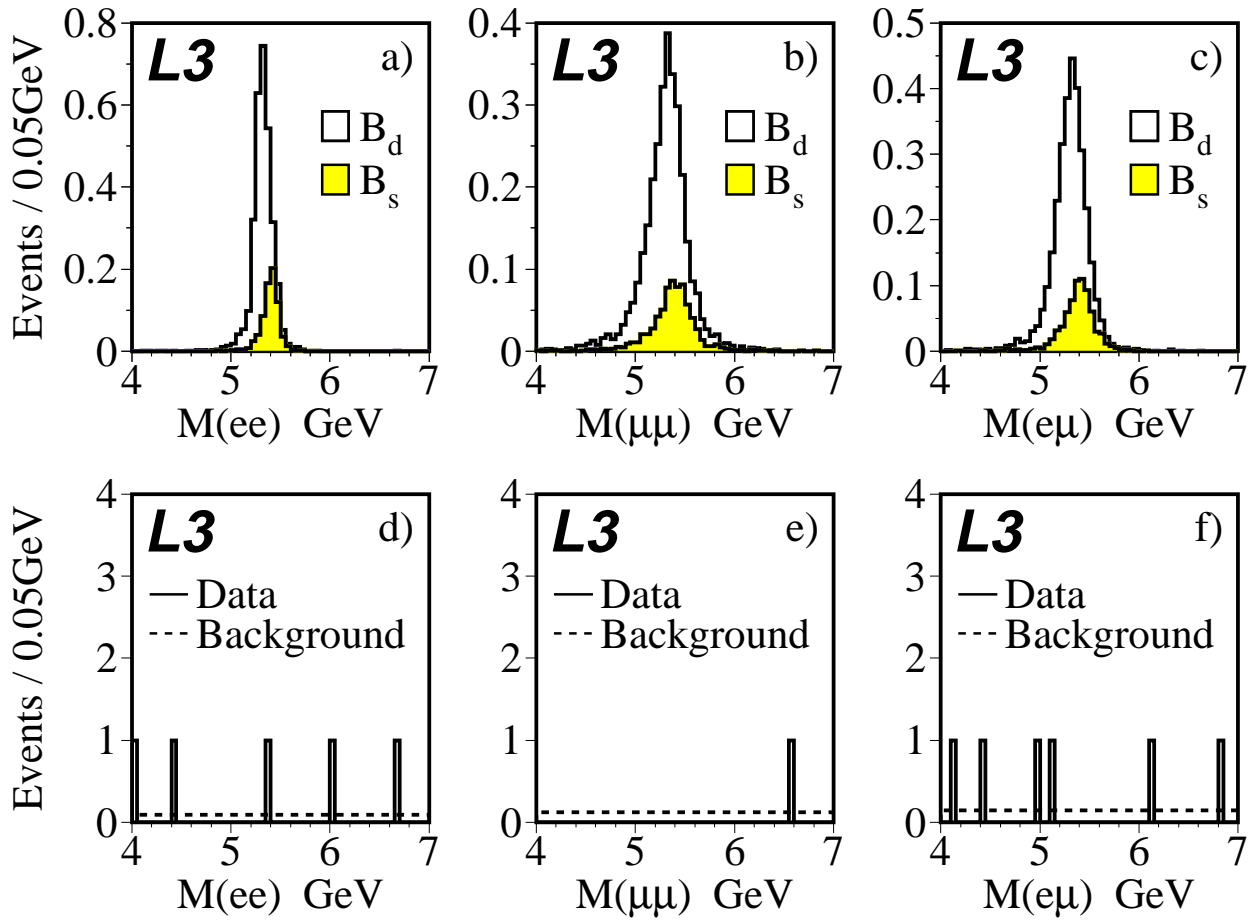 Events / 0.05GeV
L3 a)
B_d
B_s
0.8
0.6
0.4
0.2
0
4 5 6 7
M(ee) GeV
L3 b)
B_d
B_s
0.4
0.3
0.2
0.1
0
4 5 6 7
M(μμ) GeV
L3 c)
B_d
B_s
0.5
0.4
0.3
0.2
0.1
0
4 5 6 7
M(eμ) GeV
Events / 0.05GeV
L3 d)
Data
Background
4
3
2
1
0
4 5 6 7
M(ee) GeV
L3 e)
Data
Background
4
3
2
1
0
4 5 6 7
M(μμ) GeV
L3 f)
Data
Background
4
3
2
1
0
4 5 6 7
M(eμ) GeV